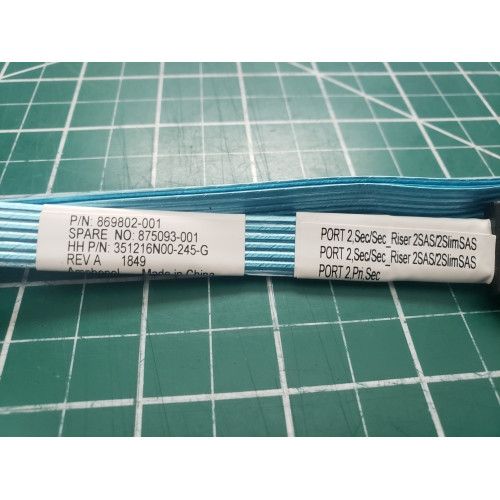 P/N: 869802-001
SPARE NO: 875093-001
HH P/N: 351216N00-245-G
REV A 1849
Amphenol Made in China
PORT 2,Sec/Sec_Riser 2SAS/2SlimSAS
PORT 2,Sec/Sec_Riser 2SAS/2SlimSAS
PORT 2,Pri.Sec